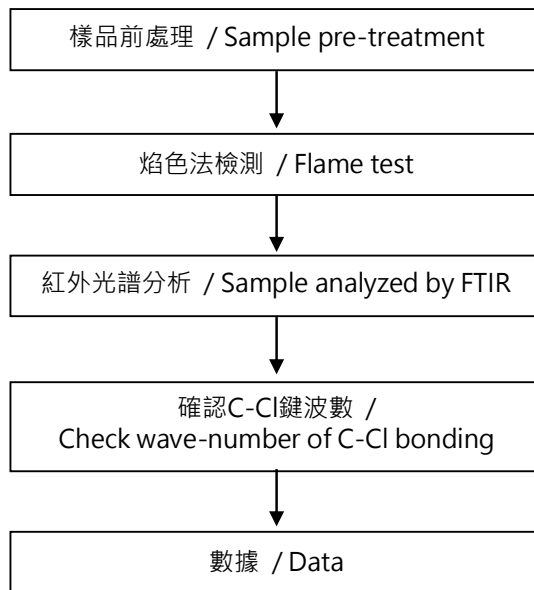 樣品前處理 / Sample pre-treatment
焰色法檢測 / Flame test
紅外光譜分析 / Sample analyzed by FTIR
確認C-Cl鍵波數 /
Check wave-number of C-Cl bonding
數據 / Data